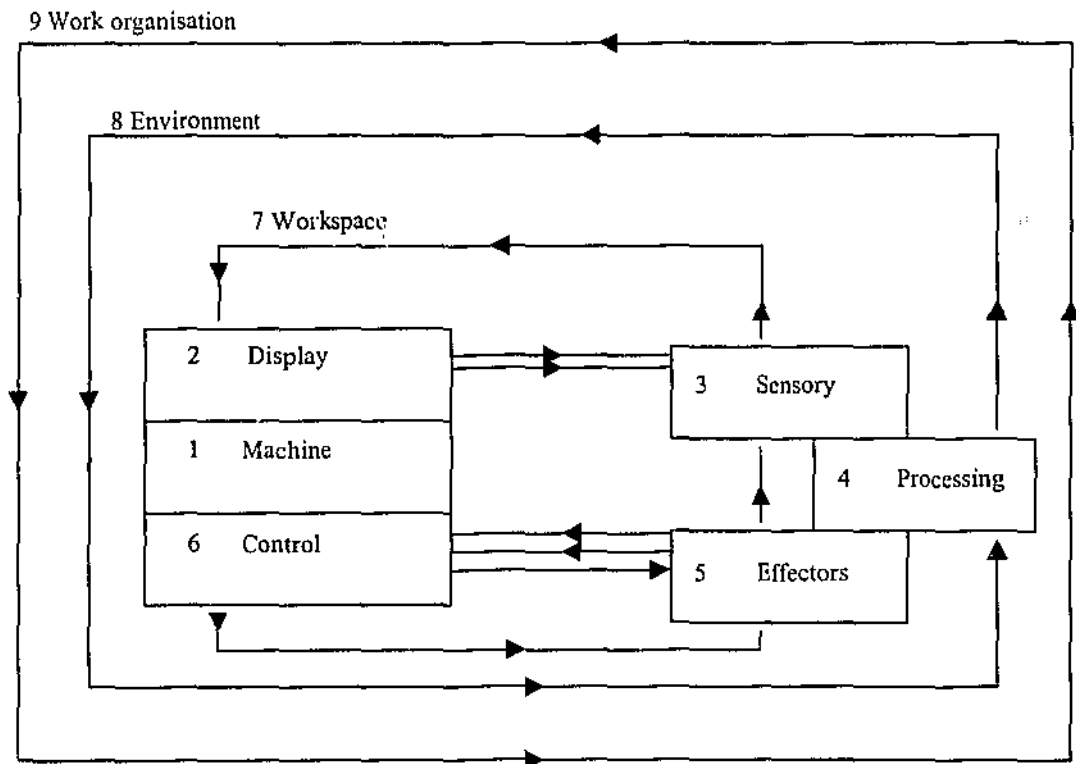 9 Work organisation
8 Environment
7 Workspace
2 Display
3 Sensory
1 Machine
4 Processing
6 Control
5 Effectors